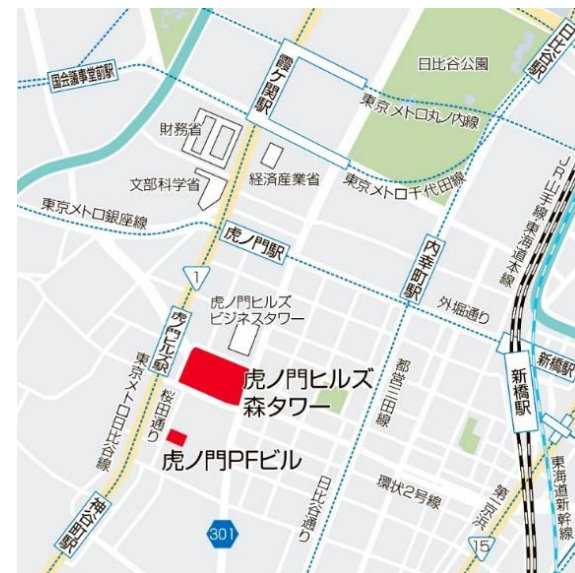 日比谷駅
霞ケ関駅
日比谷公園
国会議事堂前駅
東京メトロ丸ノ内線
財務省
経済産業省
文部科学省
東京メトロ千代田線
JR山手線
東海道本線
東京メトロ銀座線
虎ノ門駅
内幸町駅
1
外堀通り
虎ノ門ヒルズ
ビジネスタワー
虎ノ門ヒルズ駅
新橋駅
新橋駅
虎ノ門ヒルズ
森タワー
都営三田線
東京メトロ日比谷線
桜田通り
虎ノ門PFビル
環状2号線
日比谷通り
第一京浜
東海道新幹線
神谷町駅
301
15